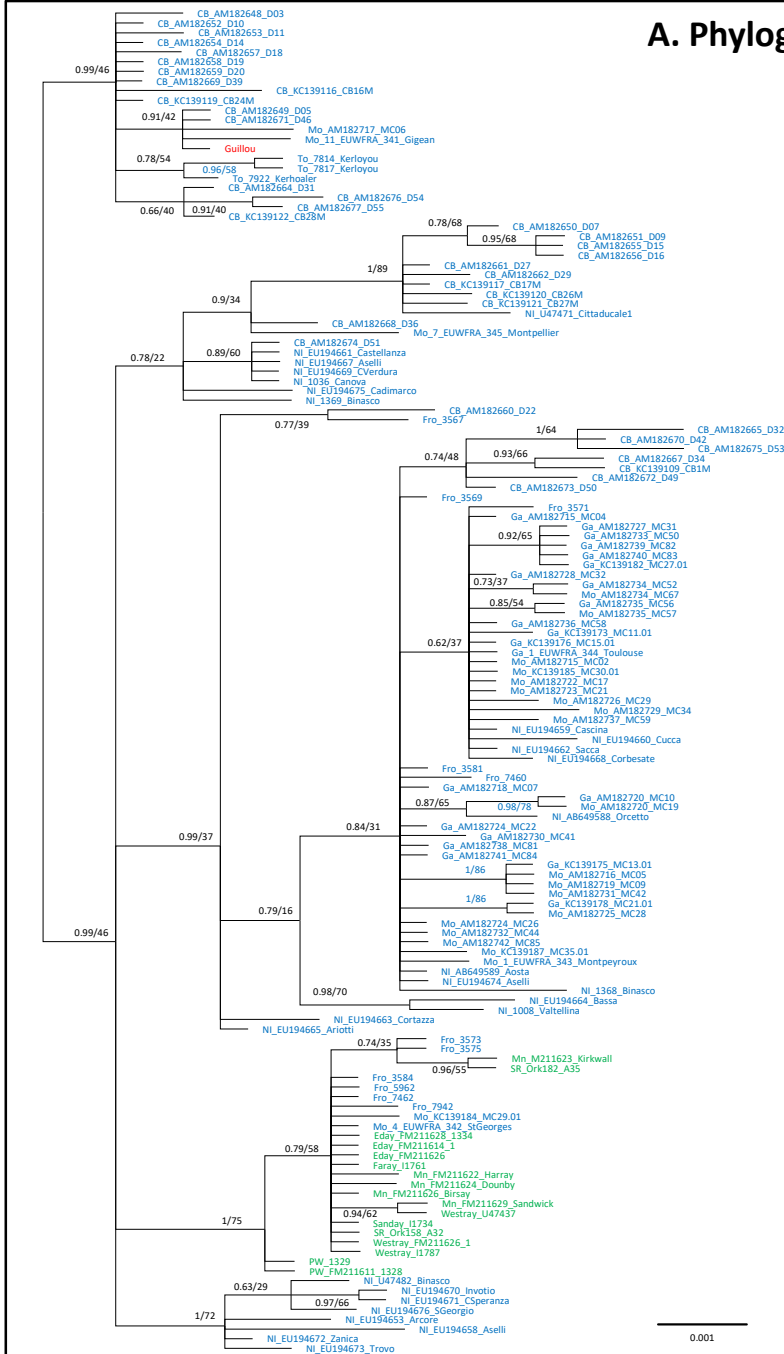 A. Phylog
CB_AM182648_D03
CB_AM182652_D10
CB_AM182653_D11
CB_AM182654_D14
CB_AM182657_D18
CB_AM182658_D19
0.99/46
CB_AM182659_D20
CB_AM182669_D39
CB_KC139116_CB16M
CB_KC139119_CB24M
CB_AM182649_D05
0.91/42
CB_AM182671_D46
Mo_AM182717_MC06
Mo_11_EUWFRA_341_Gigean
Guillou
0.78/54
To_7814_Kerloyou
0.96/58
To_7817_Kerloyou
To_7922_Kerhoaler
CB_AM182664_D31
CB_AM182676_D54
0.66/40
0.91/40
CB_AM182677_D55
CB_KC139122_CB28M
0.78/68
CB_AM182650_D07
0.95/68
CB_AM182651_D09
CB_AM182655_D15
CB_AM182656_D16
1/89
CB_AM182661_D27
CB_AM182662_D29
CB_KC139117_CB17M
CB_KC139120_CB26M
CB_KC139121_CB27M
0.9/34
NI_U47471_Cittaducale1
CB_AM182668_D36
Mo_7_EUWFRA_345_Montpellier
CB_AM182674_D51
0.78/22
0.89/60
NI_EU194661_Castellanza
NI_EU194667_Aselli
NI_EU194669_CVerdura
NI_1036_Canova
NI_EU194675_Cadimarco
NI_1369_Binasco
CB_AM182660_D22
0.77/39
Fro_3567
1/64
CB_AM182665_D32
CB_AM182670_D42
CB_AM182675_D53
0.74/48
0.93/66
CB_AM182667_D34
CB_KC139109_CB1M
CB_AM182672_D49
CB_AM182673_D50
Fro_3569
Fro_3571
Ga_AM182715_MC04
Ga_AM182727_MC31
0.92/65
Ga_AM182733_MC50
Ga_AM182739_MC82
Ga_AM182740_MC83
Ga_KC139182_MC27.01
Ga_AM182728_MC32
0.73/37
Ga_AM182734_MC52
Mo_AM182734_MC67
0.85/54
Ga_AM182735_MC56
Mo_AM182735_MC57
Ga_AM182736_MC58
Ga_KC139173_MC11.01
0.62/37
Ga_KC139176_MC15.01
Ga_1_EUWFRA_344_Toulouse
Mo_AM182715_MC02
Mo_KC139185_MC30.01
Mo_AM182722_MC17
Mo_AM182723_MC21
Mo_AM182726_MC29
Mo_AM182729_MC34
Mo_AM182737_MC59
NI_EU194659_Cascina
NI_EU194660_Cucca
NI_EU194662_Sacca
NI_EU194668_Corbesate
Fro_3581
Fro_7460
Ga_AM182718_MC07
0.87/65
Ga_AM182720_MC10
0.98/78
Mo_AM182720_MC19
NI_AB649588_Orcetto
0.84/31
Ga_AM182724_MC22
Ga_AM182730_MC41
Ga_AM182738_MC81
Ga_AM182741_MC84
Ga_KC139175_MC13.01
1/86
Mo_AM182716_MC05
Mo_AM182719_MC09
Mo_AM182731_MC42
1/86
Ga_KC139178_MC21.01
Mo_AM182725_MC28
0.99/37
0.79/16
Mo_AM182724_MC26
Mo_AM182732_MC44
Mo_AM182742_MC85
Mo_KC139187_MC35.01
0.99/46
Mo_1_EUWFRA_343_Montpeyroux
NI_AB649589_Aosta
NI_EU194674_Aselli
NI_1368_Binasco
0.98/70
NI_EU194664_Bassa
NI_1008_Valtellina
NI_EU194663_Cortazza
NI_EU194665_Ariotti
0.74/35
Fro_3573
Fro_3575
Mn_M211623_Kirkwall
0.96/55
SR_Ork182_A35
Fro_3584
Fro_5962
Fro_7462
Fro_7942
Mo_KC139184_MC29.01
Mo_4_EUWFRA_342_StGeorges
Eday_FM211628_1334
0.79/58
Eday_FM211614_1
Eday_FM211626
Faray_I1761
Mn_FM211622_Harray
Mn_FM211624_Dounby
Mn_FM211626_Birsay
Mn_FM211629_Sandwick
0.94/62
Westray_U47437
Sanday_I1734
1/75
SR_Ork158_A32
Westray_FM211626_1
Westray_I1787
PW_1329
PW_FM211611_1328
NI_U47482_Binasco
0.63/29
NI_EU194670_Invotio
NI_EU194671_CSperanza
0.97/66
NI_EU194676_SGeorgio
1/72
NI_EU194653_Arcore
NI_EU194658_Aselli
NI_EU194672_Zanica
NI_EU194673_Trovo
0.001